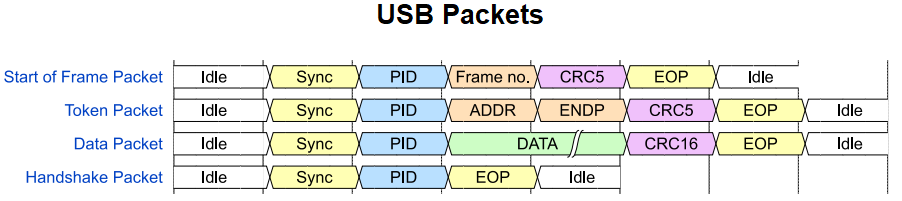 USB Packets
Start of Frame Packet Idle Sync PID Frame no. CRC5 EOP Idle
Token Packet Idle Sync PID ADDR ENDP CRC5 EOP Idle
Data Packet Idle Sync PID DATA CRC16 EOP Idle
Handshake Packet Idle Sync PID EOP Idle